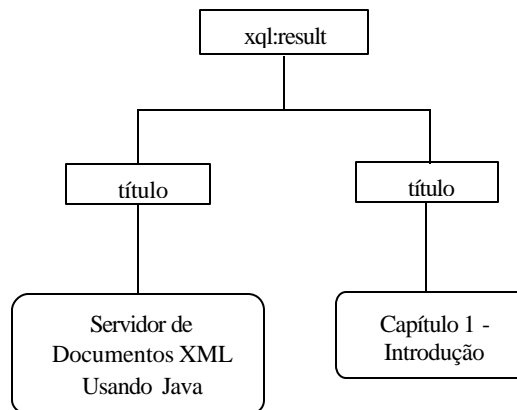 xql:result
título
título
Servidor de
Documentos XML
Usando Java
Capítulo 1 -
Introdução